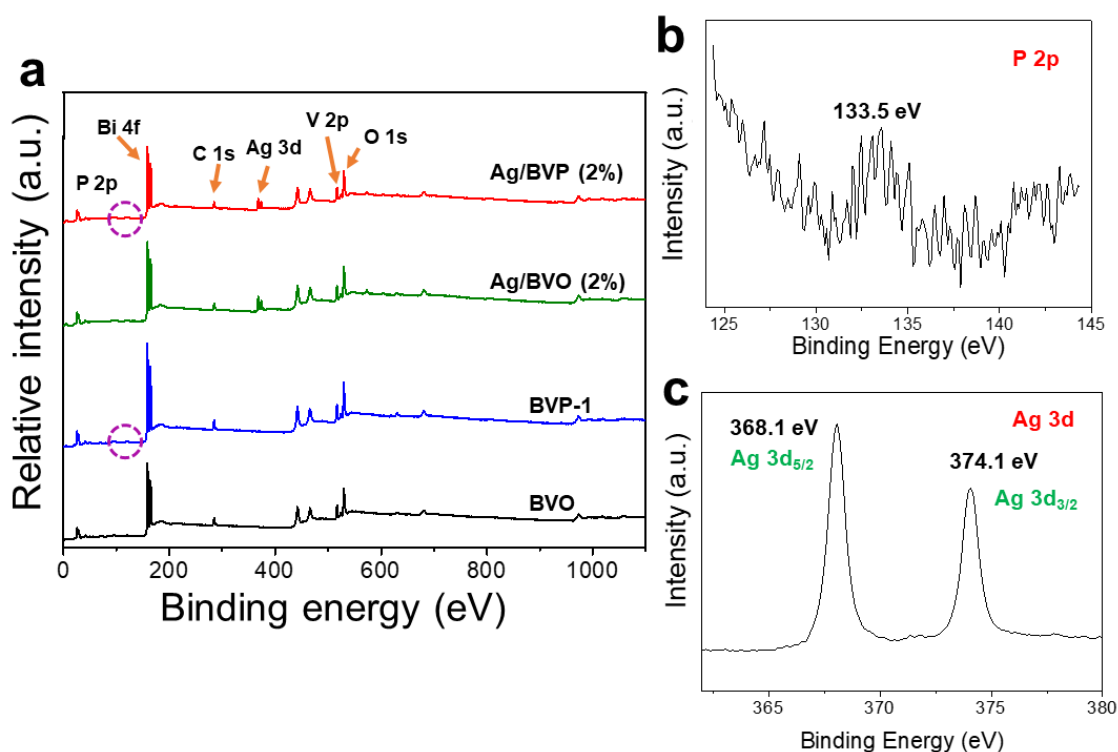 a
Relative intensity (a.u.)
P 2p
Bi 4f
C 1s
Ag 3d
V 2p
O 1s
Ag/BVP (2%)
Ag/BVO (2%)
BVP-1
BVO
0 200 400 600 800 1000
Binding energy (eV)
b
P 2p
133.5 eV
Intensity (a.u.)
125 130 135 140 145
Binding Energy (eV)
c
Ag 3d
368.1 eV
Ag 3d5/2
374.1 eV
Ag 3d3/2
Intensity (a.u.)
365 370 375 380
Binding Energy (eV)